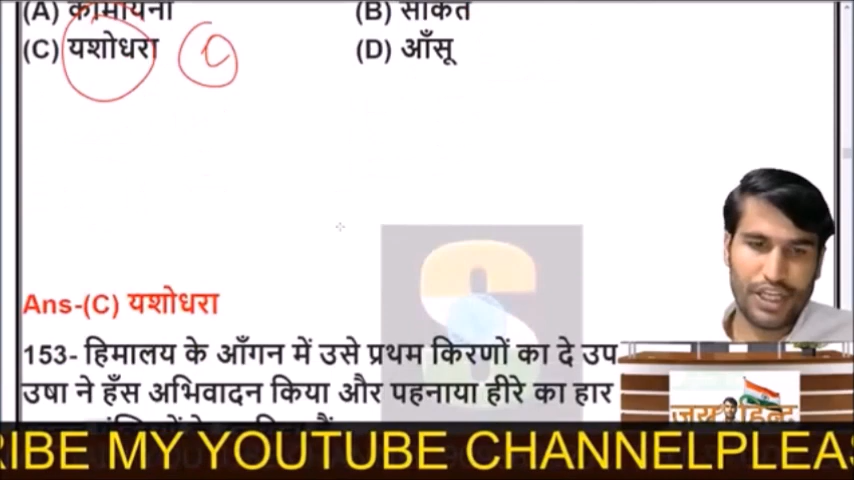 (A) कामायनी (B) साकेत
(C) यशोधरा (D) आँसू
Ans-(C) यशोधरा
153- हिमालय के आँगन में उसे प्रथम किरणों का दे उप
उषा ने हँस अभिवादन किया और पहनाया हीरे का हार
S
जय हिन्द
RIBE MY YOUTUBE CHANNELPLEAS